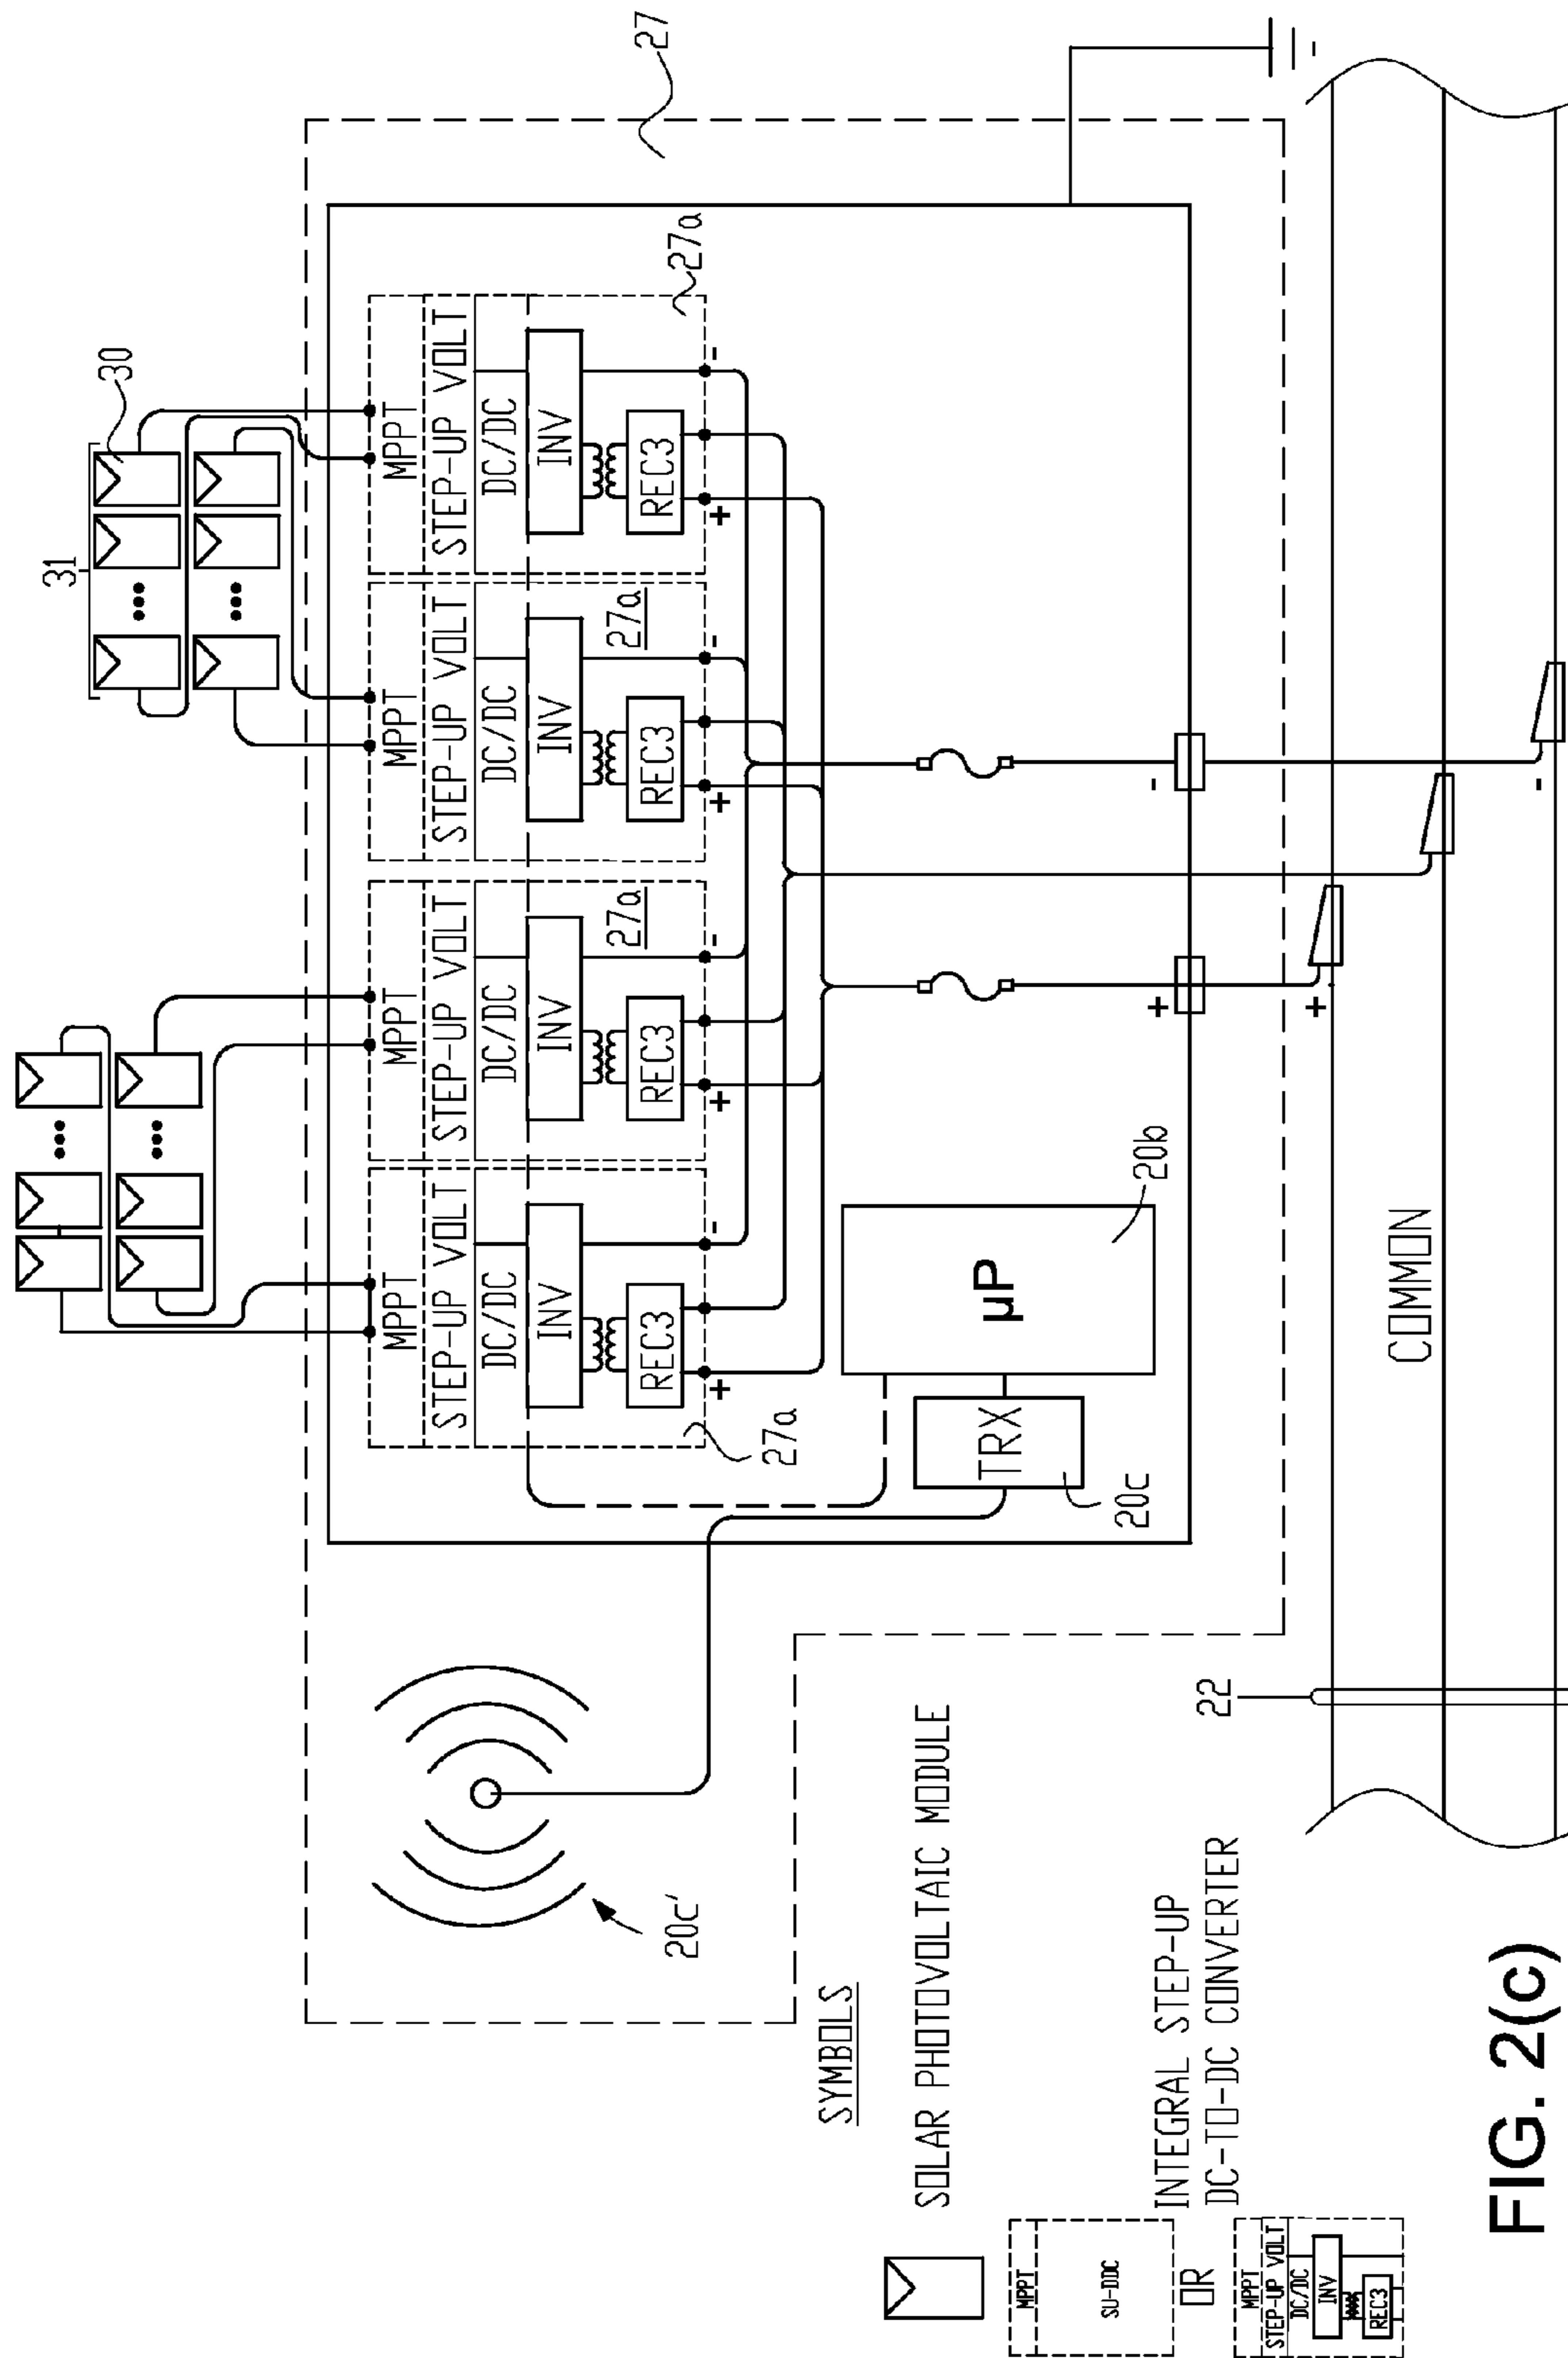 31
30
27
MPPT
STEP-UP VOLT
DC/DC
INV
REC3
+
-
27a
MPPT
STEP-UP VOLT
DC/DC
INV
REC3
+
-
27a
MPPT
STEP-UP VOLT
DC/DC
INV
REC3
+
-
27a
MPPT
STEP-UP VOLT
DC/DC
INV
REC3
+
-
27a
µP
20b
TRX
20c
20c'
+
-
+
-
COMMON
22
SYMBOLS
SOLAR PHOTOVOLTAIC MODULE
MPPT
SU-DDC
OR
MPPT
STEP-UP VOLT
DC/DC
INV
REC3
INTEGRAL STEP-UP
DC-TO-DC CONVERTER
FIG. 2(c)